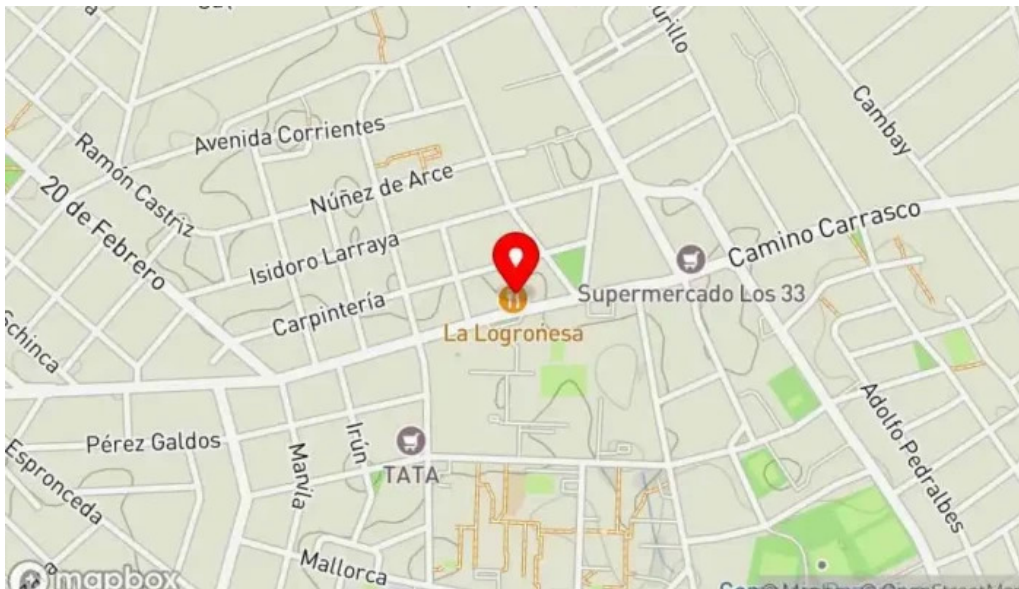 Cambay
Avenida Corrientes
Ramón Castriz
Núñez de Arce
20 de Febrero
Camino Carrasco
Isidoro Larraya
Supermercado Los 33
Carpintería
La Logroñesa
Schinca
Adolfo Pedralbes
Pérez Galdos
Irún
Manvía
TATA
Espronceda
Mallorca
mapbox